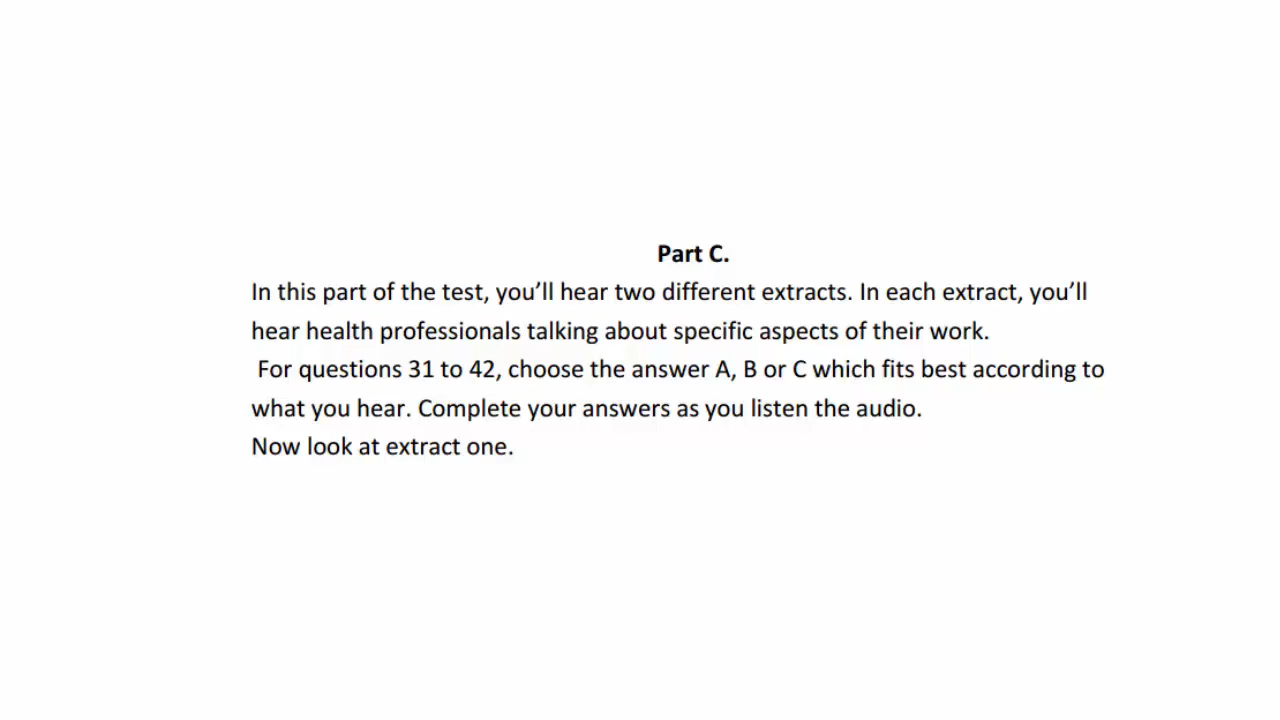 Part C.
In this part of the test, you’ll hear two different extracts. In each extract, you’ll
hear health professionals talking about specific aspects of their work.
For questions 31 to 42, choose the answer A, B or C which fits best according to
what you hear. Complete your answers as you listen the audio.
Now look at extract one.